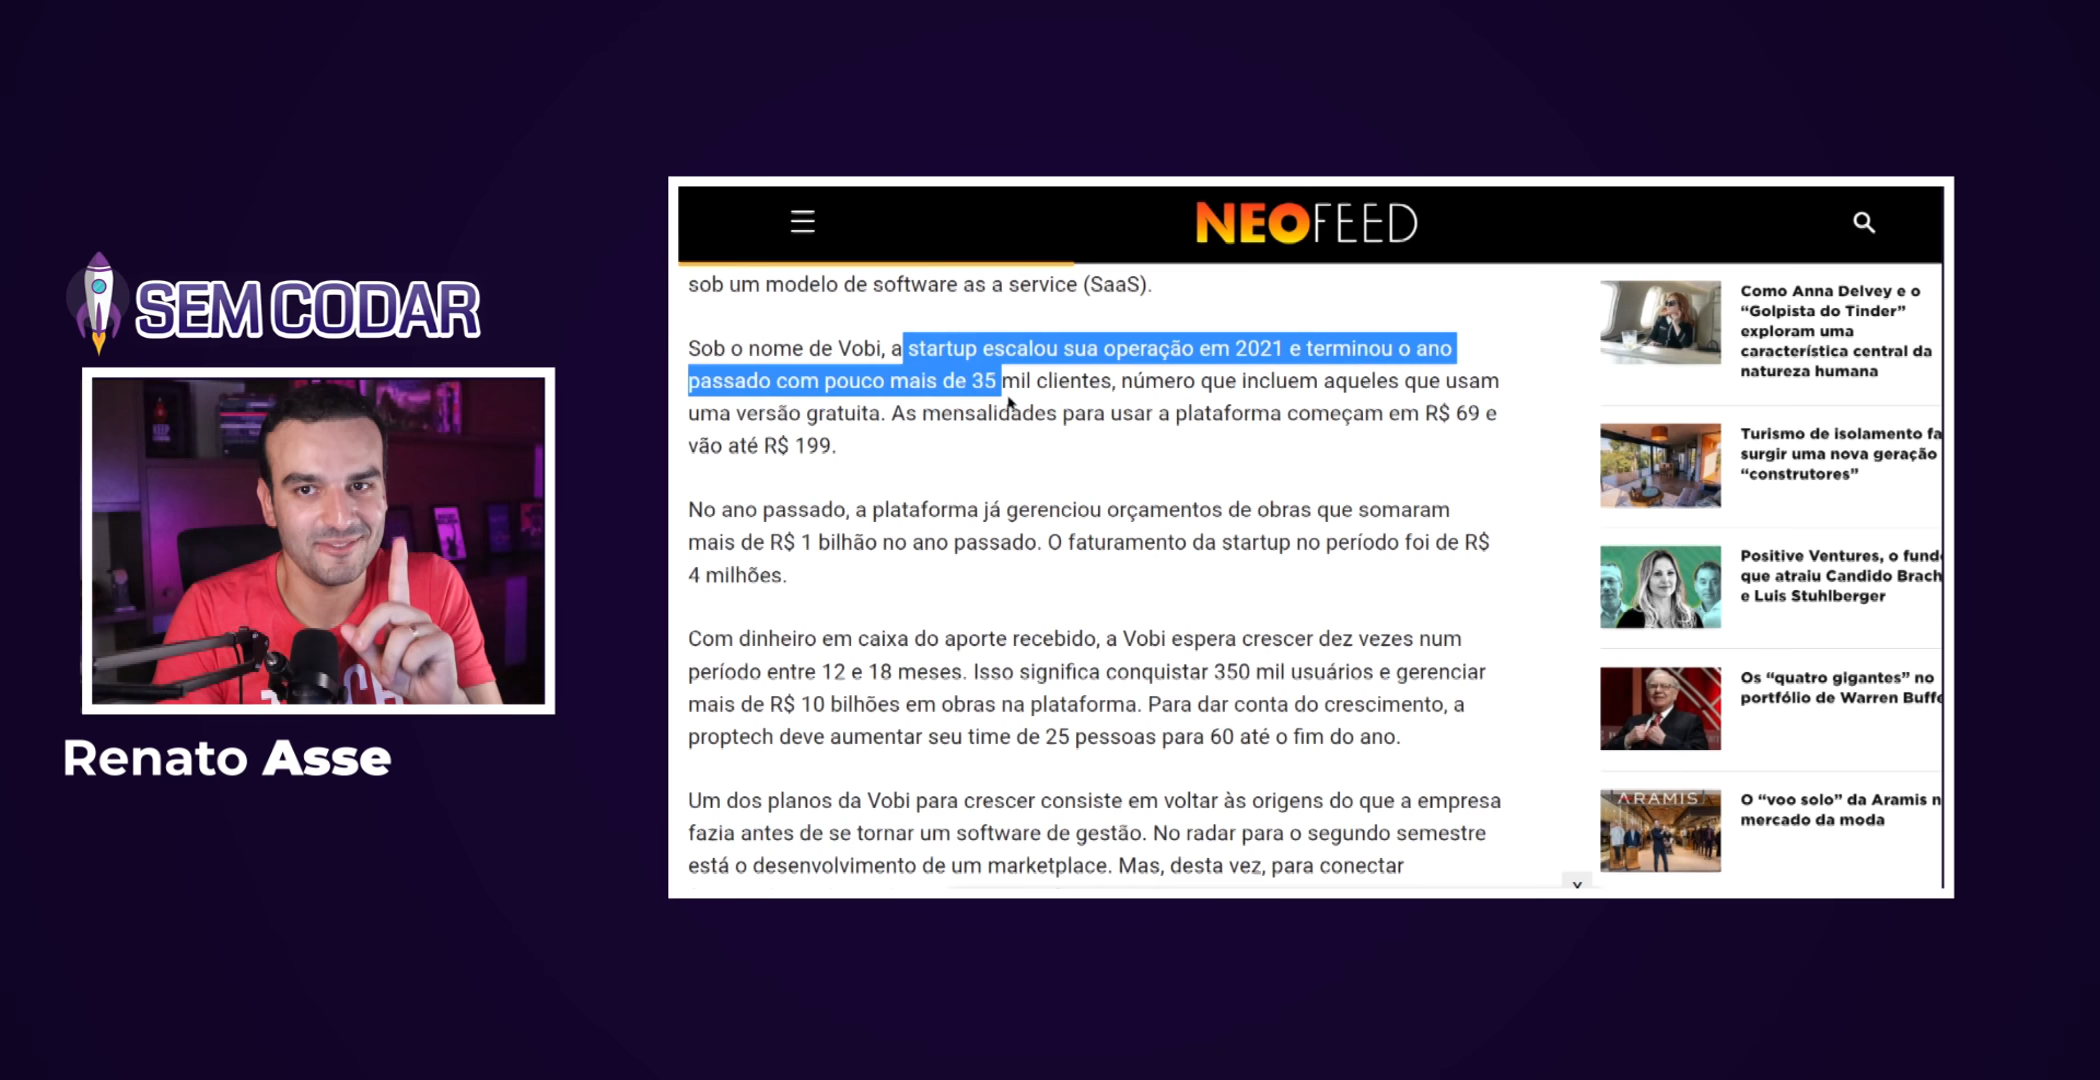 SEM CODAR
Renato Asse
NEOFEED
sob um modelo de software as a service (SaaS).
Sob o nome de Vobi, a startup escalou sua operação em 2021 e terminou o ano
passado com pouco mais de 35 mil clientes, número que incluem aqueles que usam
uma versão gratuita. As mensalidades para usar a plataforma começam em R$ 69 e
vão até R$ 199.
No ano passado, a plataforma já gerenciou orçamentos de obras que somaram
mais de R$ 1 bilhão no ano passado. O faturamento da startup no período foi de R$
4 milhões.
Com dinheiro em caixa do aporte recebido, a Vobi espera crescer dez vezes num
período entre 12 e 18 meses. Isso significa conquistar 350 mil usuários e gerenciar
mais de R$ 10 bilhões em obras na plataforma. Para dar conta do crescimento, a
proptech deve aumentar seu time de 25 pessoas para 60 até o fim do ano.
Um dos planos da Vobi para crescer consiste em voltar às origens do que a empresa
fazia antes de se tornar um software de gestão. No radar para o segundo semestre
está o desenvolvimento de um marketplace. Mas, desta vez, para conectar
Como Anna Delvey e o
“Golpista do Tinder”
exploram uma
característica central da
natureza humana
Turismo de isolamento fa
surgir uma nova geração
“construtores”
Positive Ventures, o fund
que atraiu Candido Brach
e Luis Stuhlberger
Os “quatro gigantes” no
portfólio de Warren Buffe
ARAMIS
O “voo solo” da Aramis n
mercado da moda
x